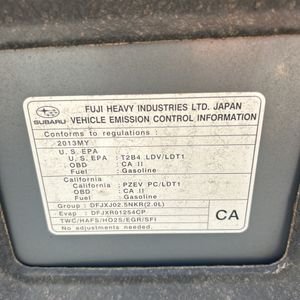 SUBARU
FUJI HEAVY INDUSTRIES LTD. JAPAN
VEHICLE EMISSION CONTROL INFORMATION
Conforms to regulations :
2013MY
U. S. EPA
U. S. EPA : T2B4 LDV/LDT1
OBD : CA II
Fuel : Gasoline
California
California : PZEV PC/LDT1
OBD : CA II
Fuel : Gasoline
Group : DFJXJ02.5NKR(2.0L)
Evap : DFJXR01254CP
TWC/HAFS/HO2S/EGR/SFI
No adjustments needed.
CA